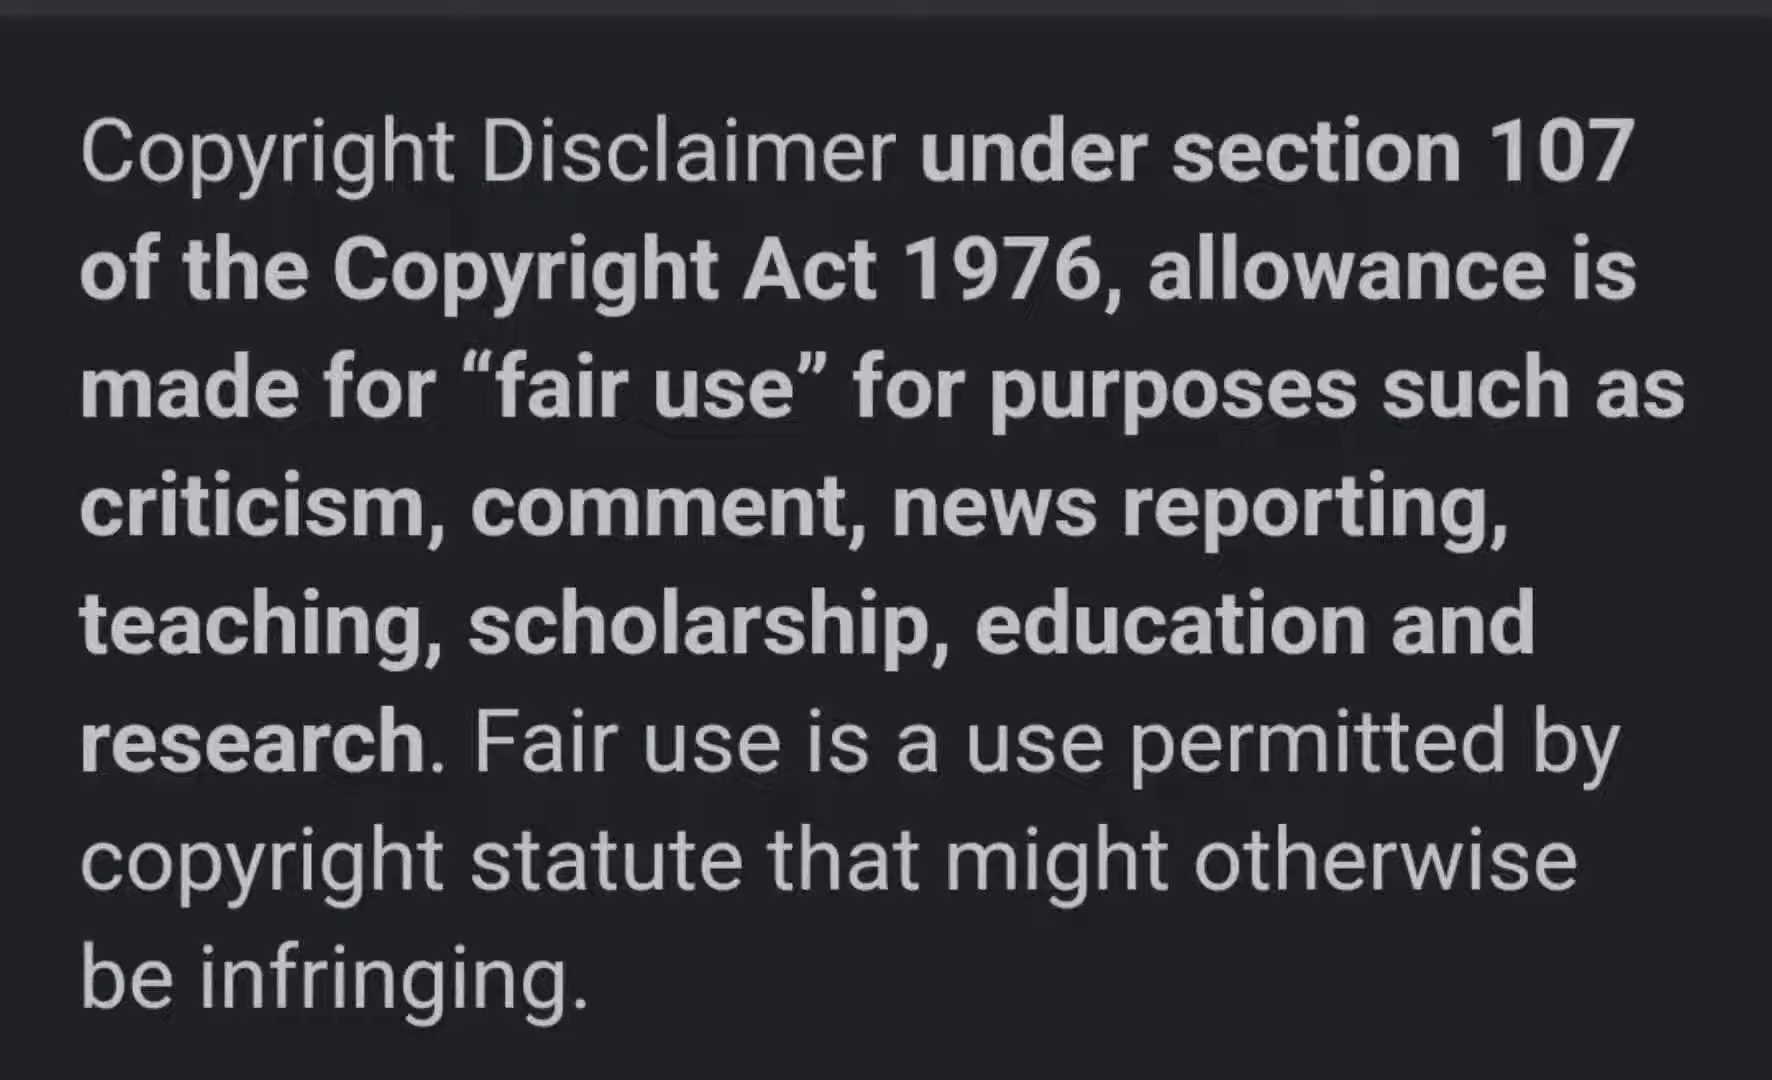 Copyright Disclaimer under section 107
of the Copyright Act 1976, allowance is
made for “fair use” for purposes such as
criticism, comment, news reporting,
teaching, scholarship, education and
research. Fair use is a use permitted by
copyright statute that might otherwise
be infringing.